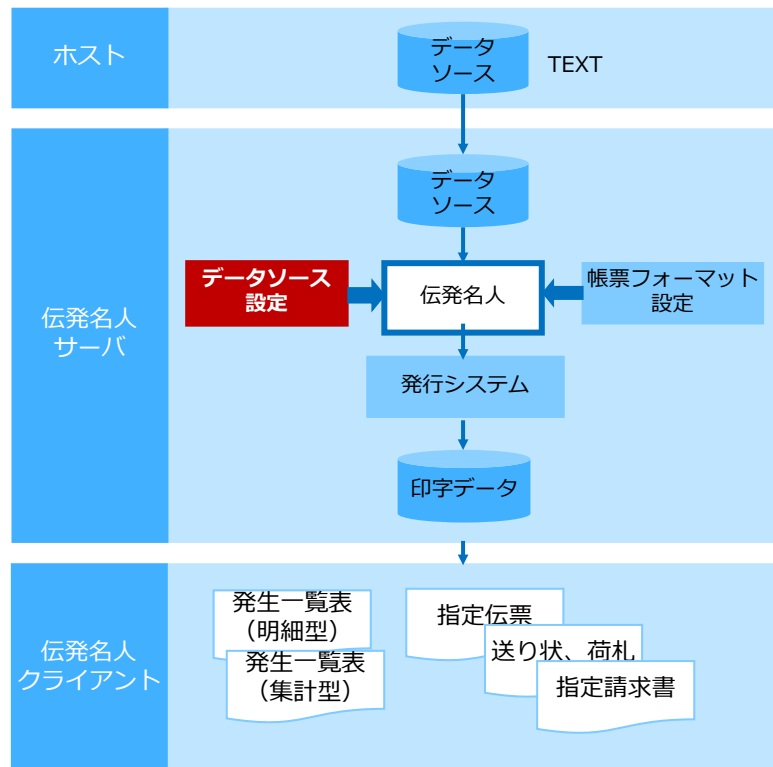 ホスト
データ
ソース
TEXT
伝発名人
サーバ
データ
ソース
データソース
設定
伝発名人
帳票フォーマット
設定
発行システム
印字データ
伝発名人
クライアント
発生一覧表
（明細型）
発生一覧表
（集計型）
指定伝票
送り状、荷札
指定請求書